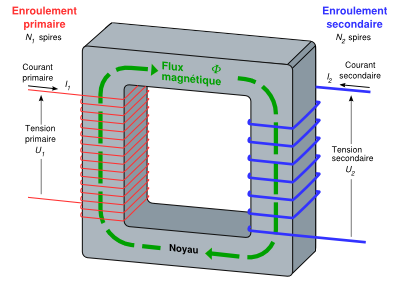 Enroulement
primaire
N1 spires
Courant
primaire
I1
Tension
primaire
U1
Flux Φ
magnétique
Noyau
Enroulement
secondaire
N2 spires
I2
Courant
secondaire
Tension
secondaire
U2